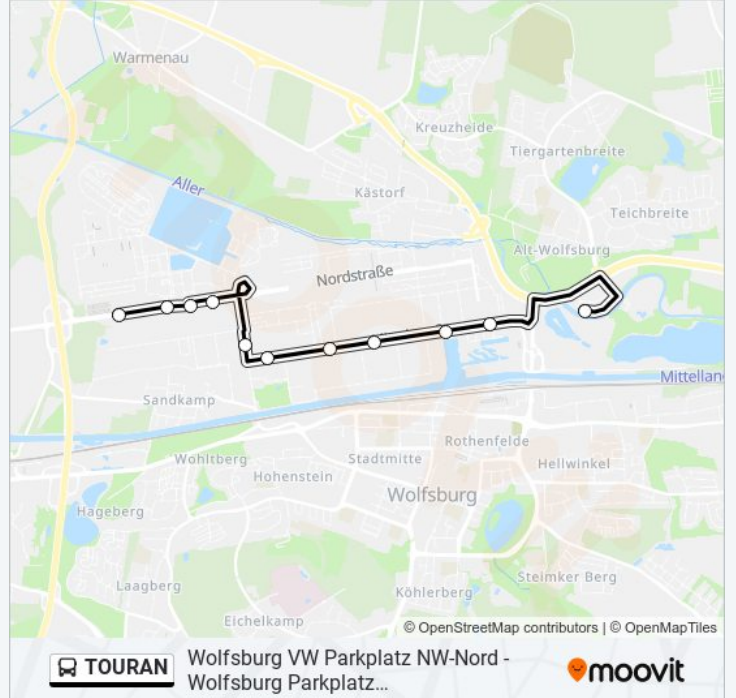 Warmenau
Kreuzheide
Tiergartenbreite
Aller
Kästorf
Teichbreite
Alt-Wolfsburg
Nordstraße
Mittellan
Sandkamp
Rothenfelde
Wohltberg
Stadtmitte
Hellwinkel
Hohenstein
Wolfsburg
Hageberg
Steimker Berg
Laagberg
Köhlerberg
Eichelkamp
© OpenStreetMap contributors | © OpenMapTiles
TOURAN
Wolfsburg VW Parkplatz NW-Nord -
Wolfsburg Parkplatz…
moovit